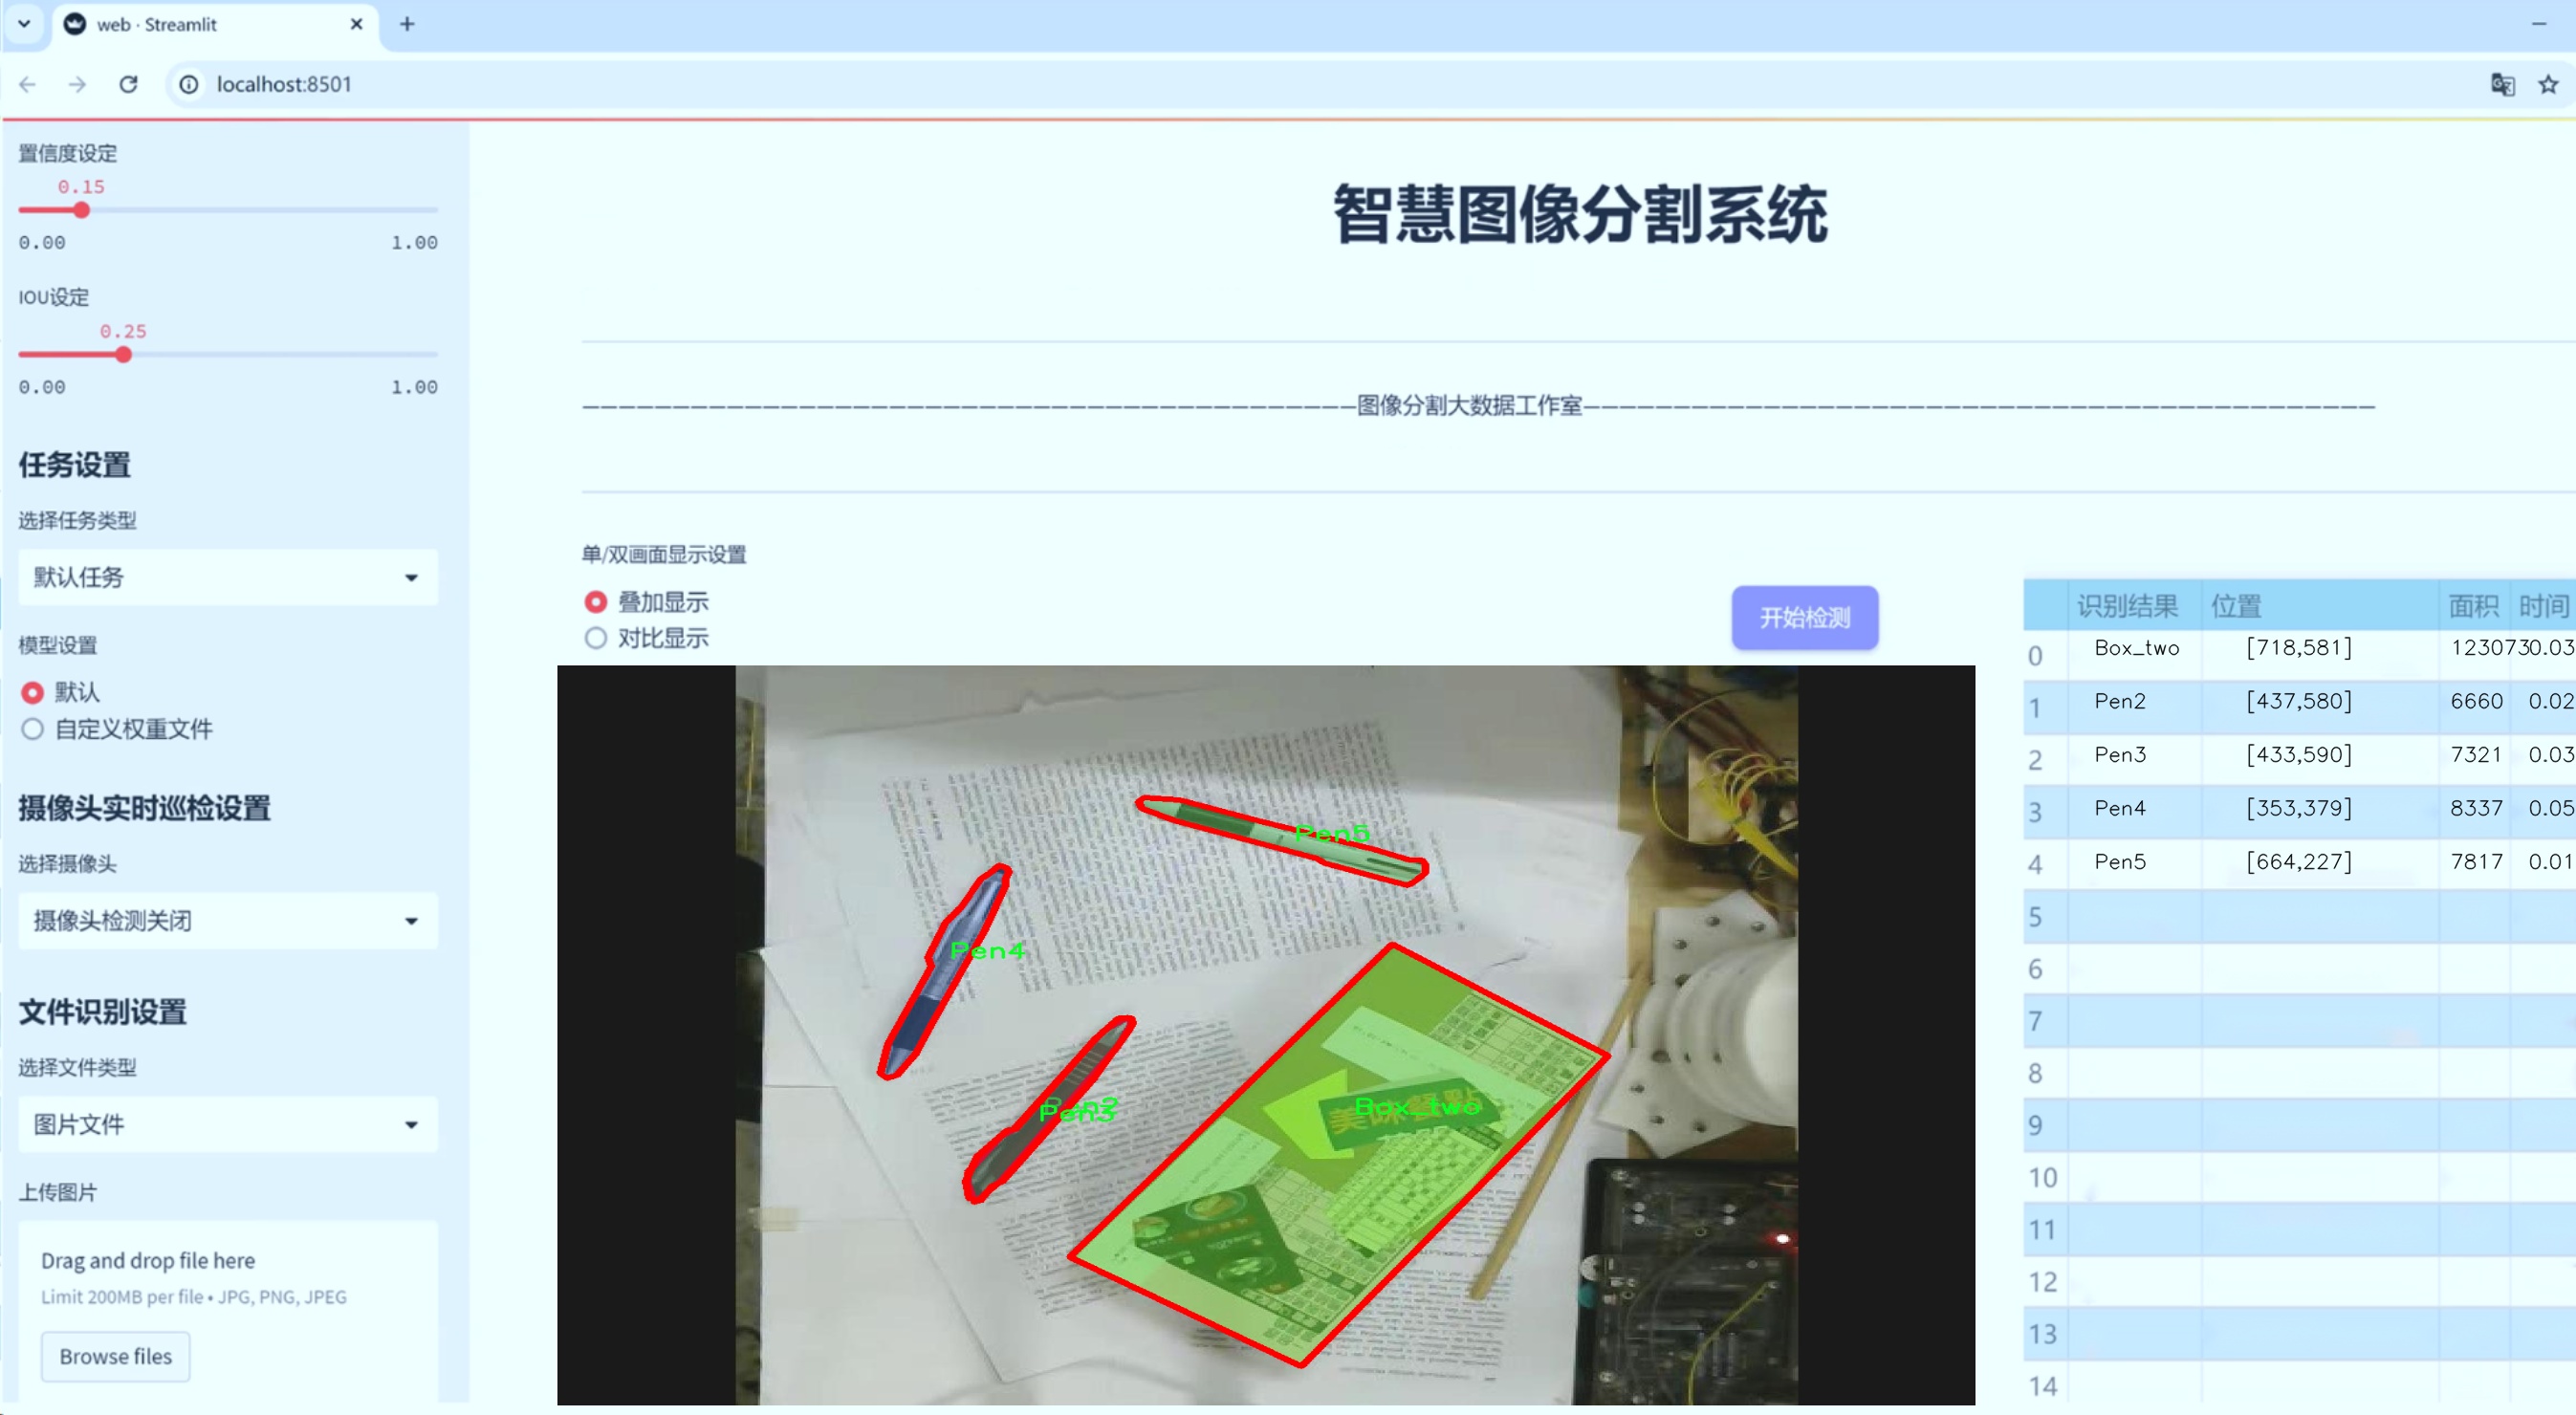 web · Streamlit
localhost:8501
置信度设定
0.15
0.00 1.00
IOU设定
0.25
0.00 1.00
任务设置
选择任务类型
默认任务
模型设置
默认
自定义权重文件
摄像头实时巡检设置
选择摄像头
摄像头检测关闭
文件识别设置
选择文件类型
图片文件
上传图片
Drag and drop file here
Limit 200MB per file • JPG, PNG, JPEG
Browse files
智慧图像分割系统
图像分割大数据工作室
单/双画面显示设置
叠加显示
对比显示
开始检测
Pen5
Pen4
Pen3
Box_two
美味餐點
识别结果 位置 面积 时间
0 Box_two [718,581] 123073 0.03
1 Pen2 [437,580] 6660 0.02
2 Pen3 [433,590] 7321 0.03
3 Pen4 [353,379] 8337 0.05
4 Pen5 [664,227] 7817 0.01
5
6
7
8
9
10
11
12
13
14